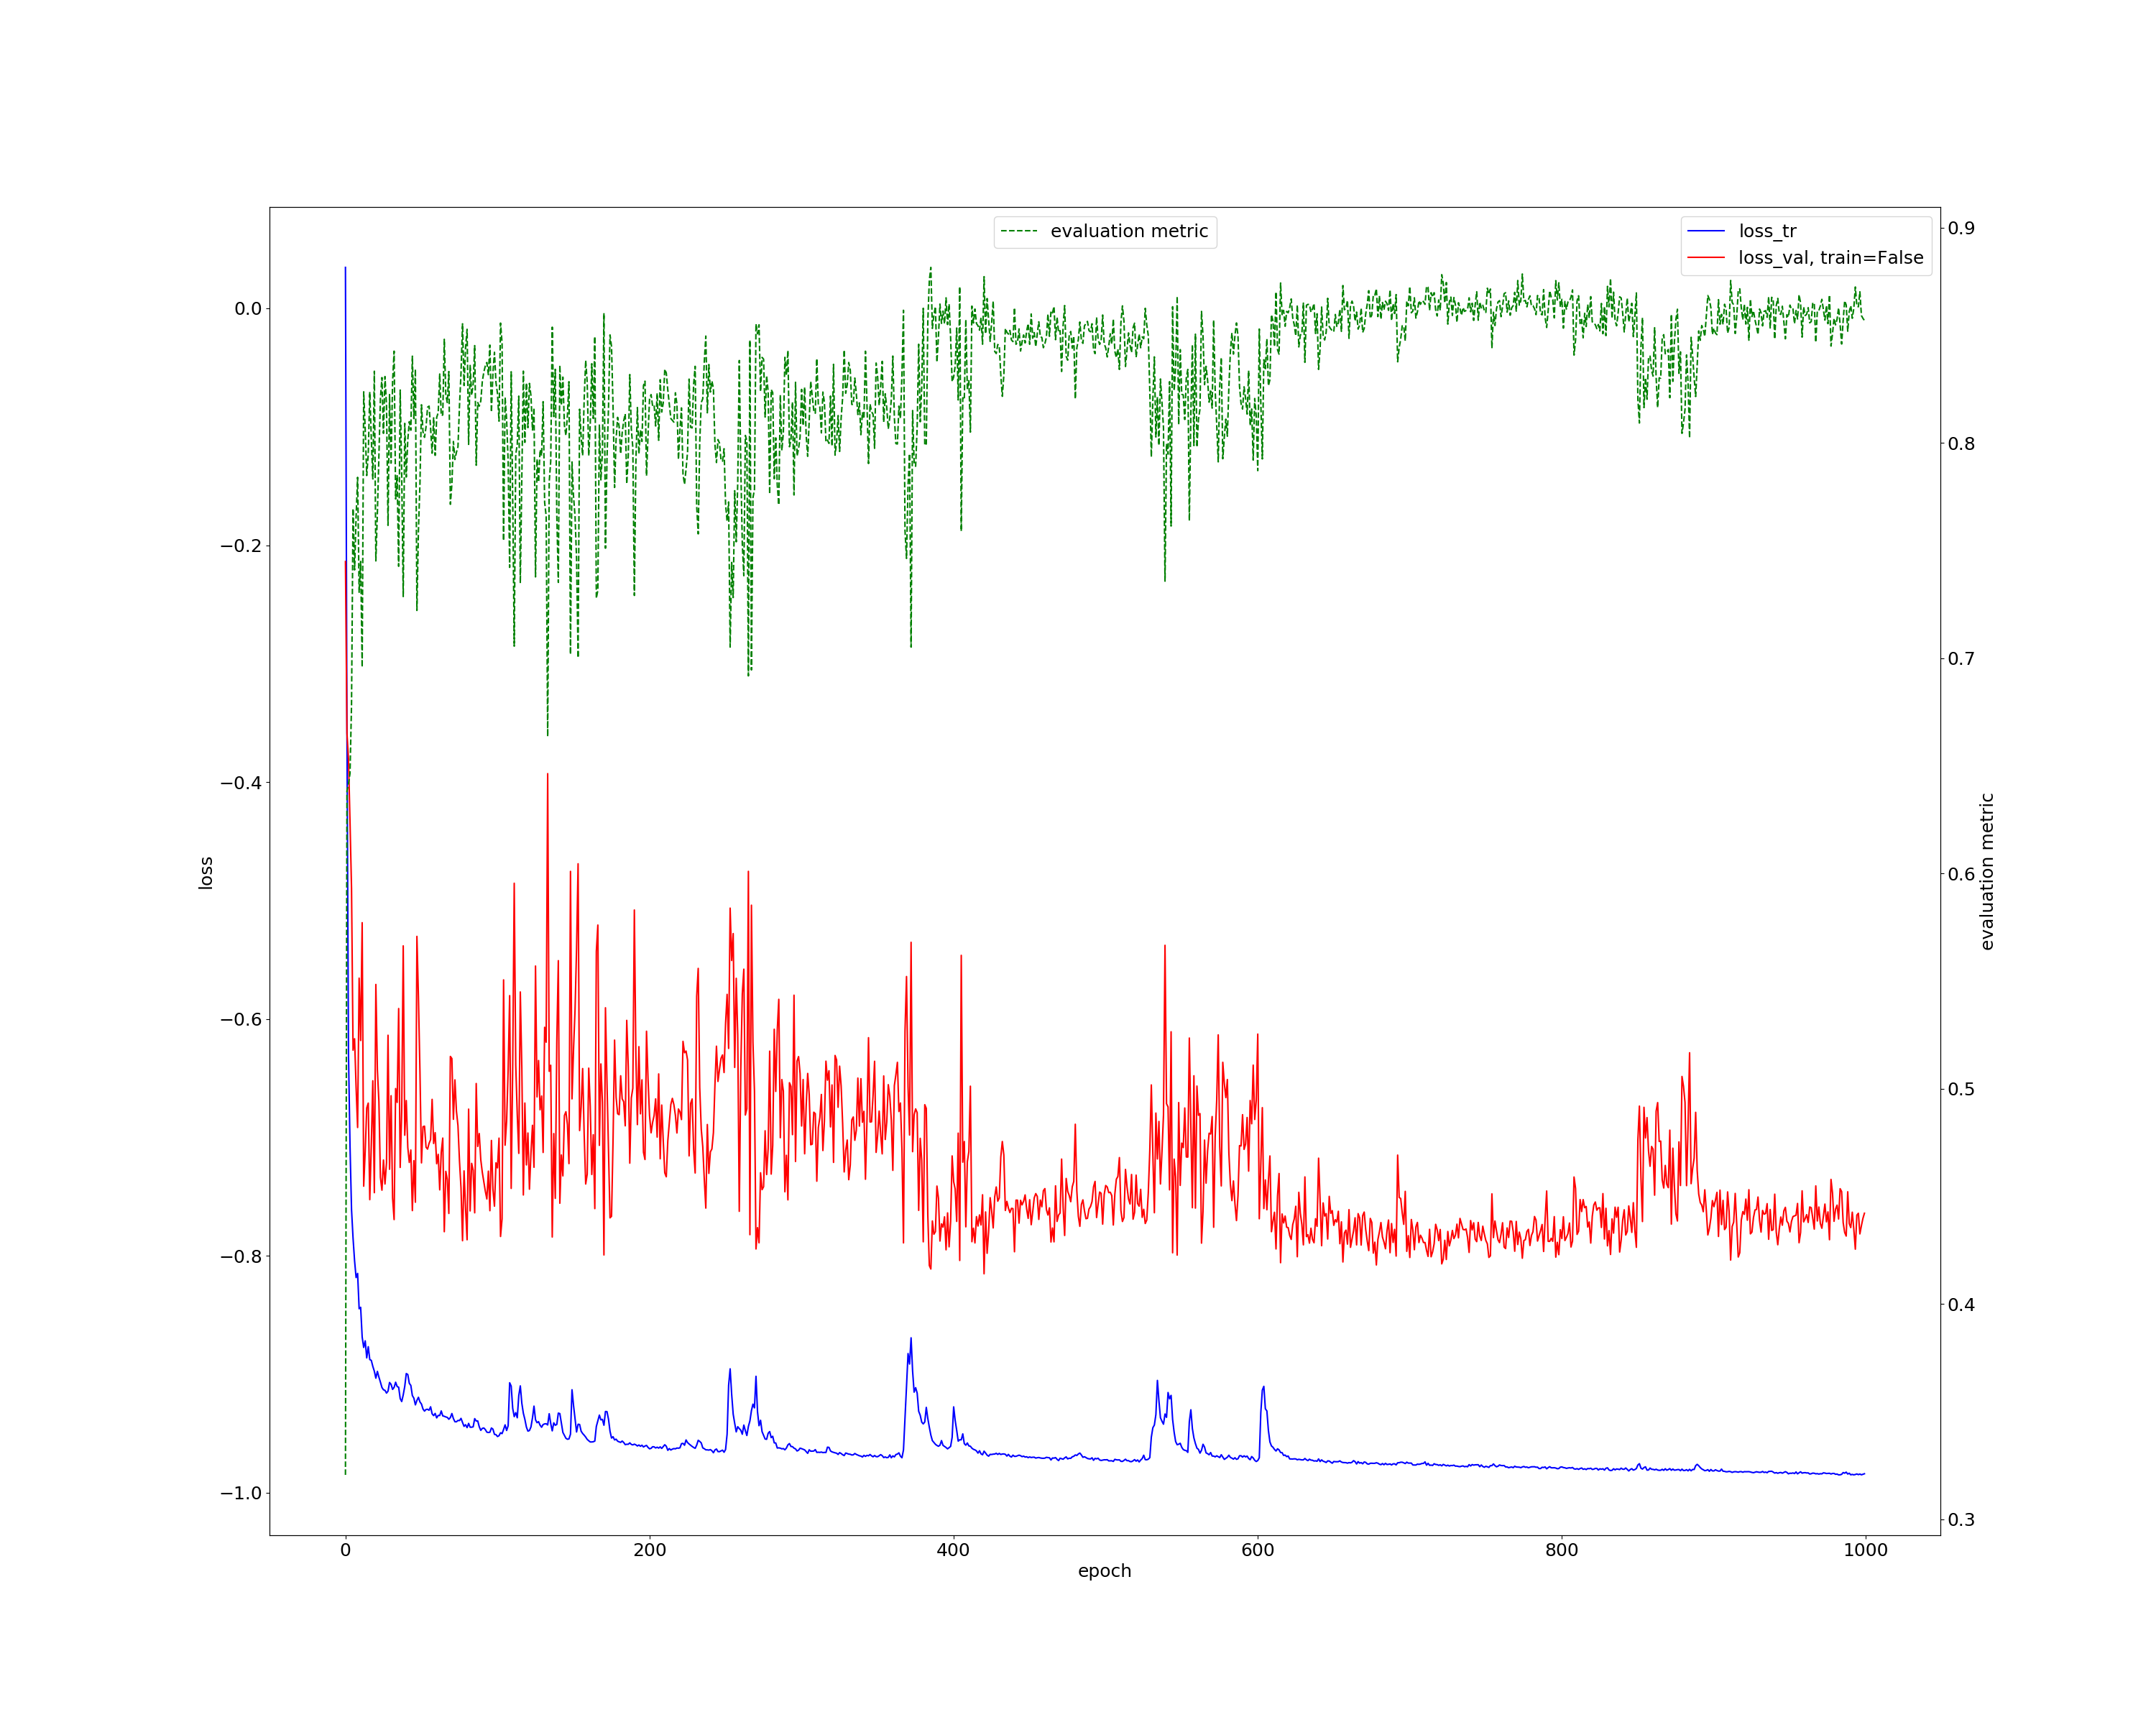 evaluation metric
loss_tr
loss_val, train=False
0.0
−0.2
−0.4
−0.6
−0.8
−1.0
loss
0.9
0.8
0.7
0.6
0.5
0.4
0.3
evaluation metric
0 200 400 600 800 1000
epoch